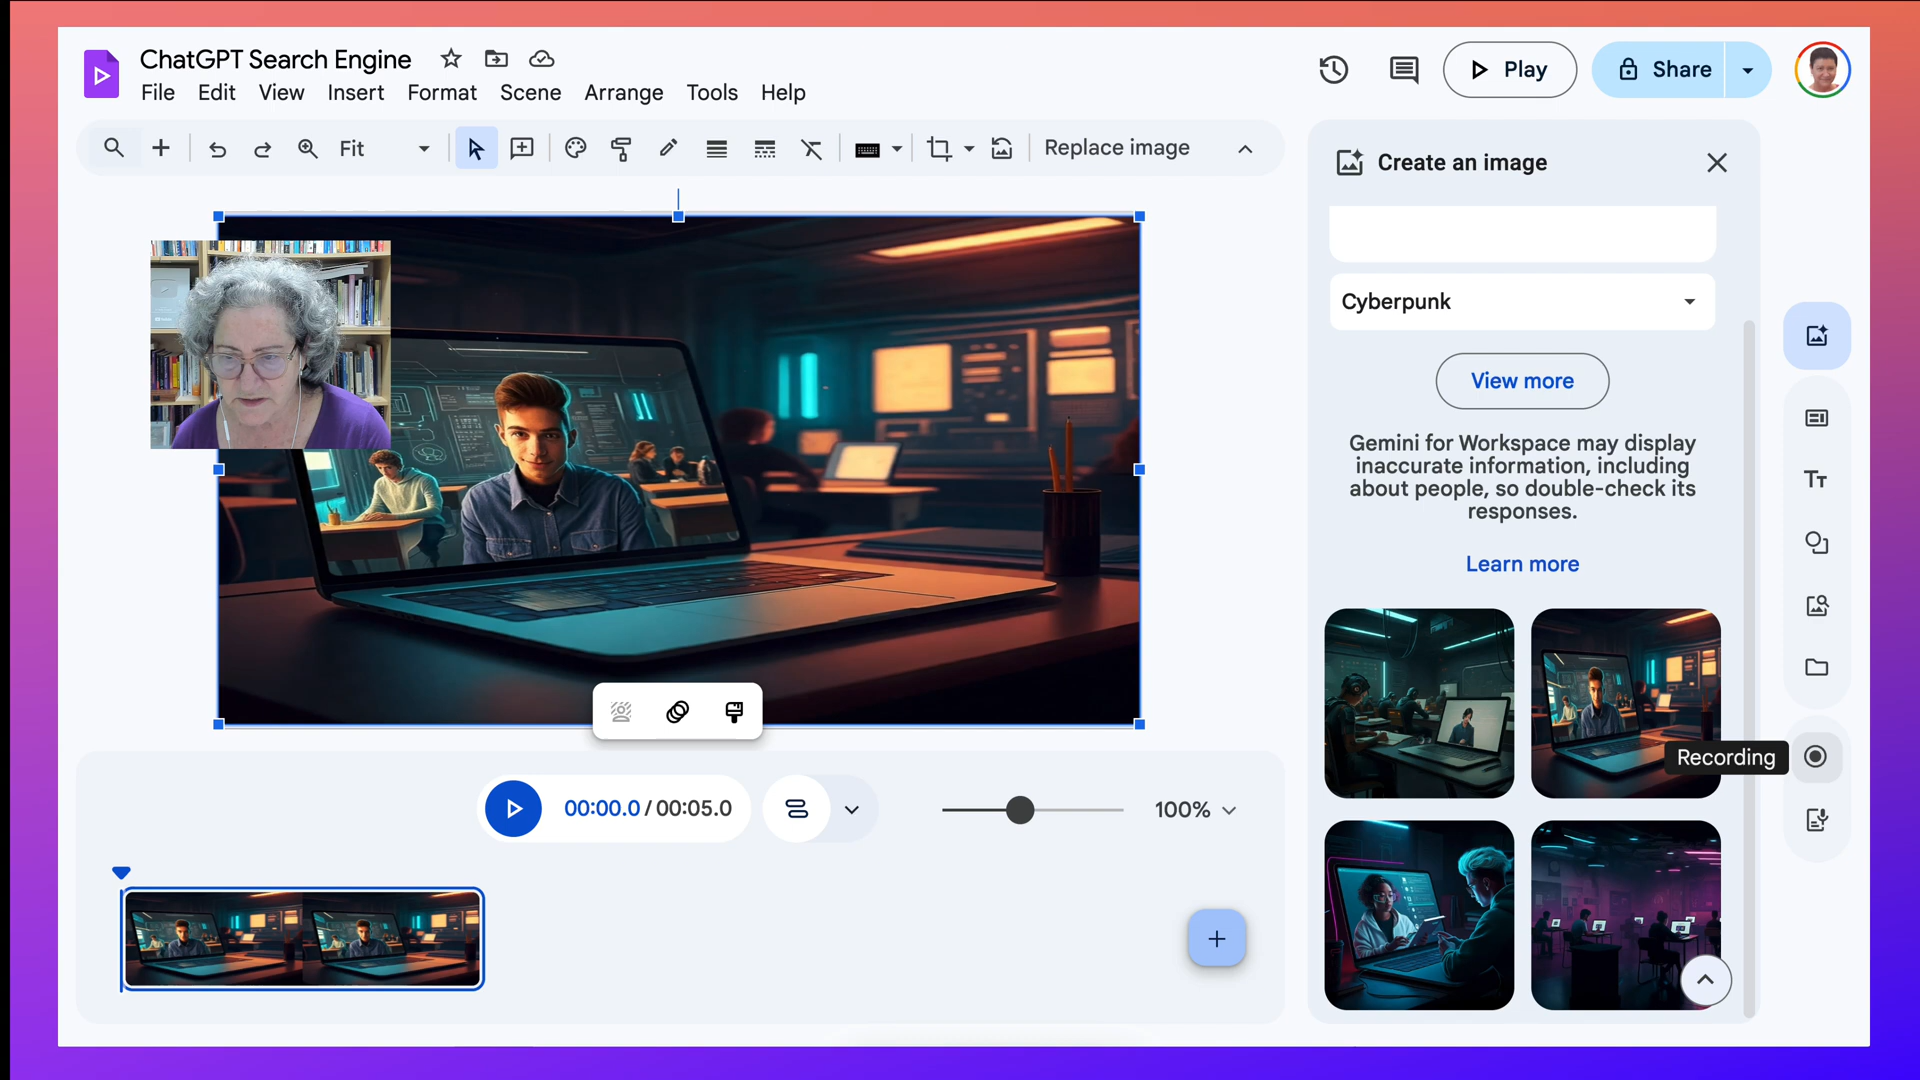 ChatGPT Search Engine
File Edit View Insert Format Scene Arrange Tools Help
Play
Share
Fit
Replace image
Create an image
Cyberpunk
View more
Gemini for Workspace may display
inaccurate information, including
about people, so double-check its
responses.
Learn more
Recording
00:00.0 / 00:05.0
100%